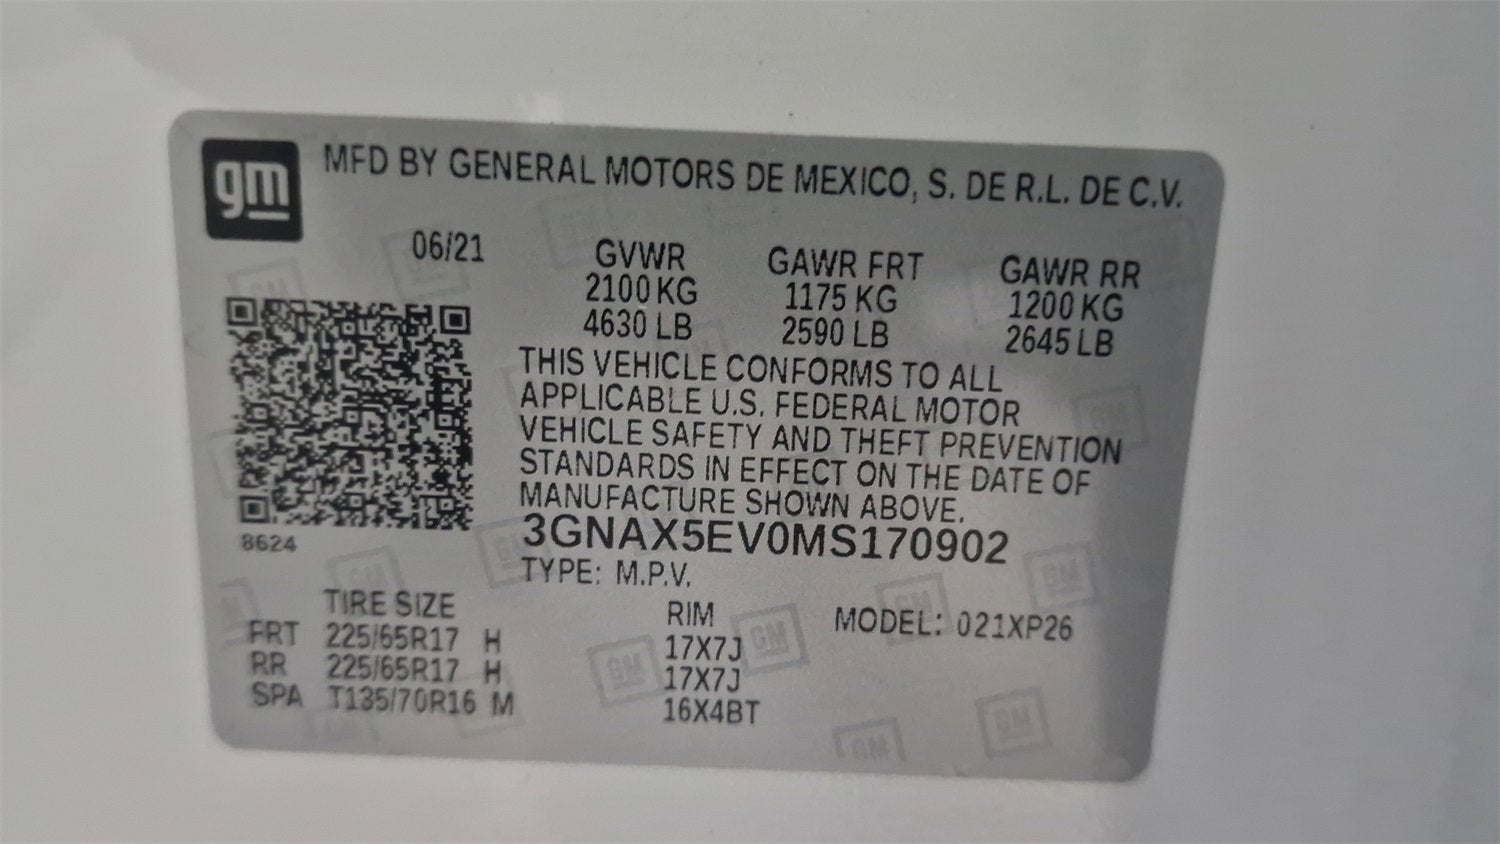 gm
MFD BY GENERAL MOTORS DE MEXICO, S. DE R.L. DE C.V.
06/21 GVWR GAWR FRT GAWR RR
2100 KG 1175 KG 1200 KG
4630 LB 2590 LB 2645 LB
THIS VEHICLE CONFORMS TO ALL
APPLICABLE U.S. FEDERAL MOTOR
VEHICLE SAFETY AND THEFT PREVENTION
STANDARDS IN EFFECT ON THE DATE OF
MANUFACTURE SHOWN ABOVE.
8624 3GNAX5EV0MS170902
TYPE: M.P.V.
TIRE SIZE RIM MODEL: 021XP26
FRT 225/65R17 H 17X7J
RR 225/65R17 H 17X7J
SPA T135/70R16 M 16X4BT